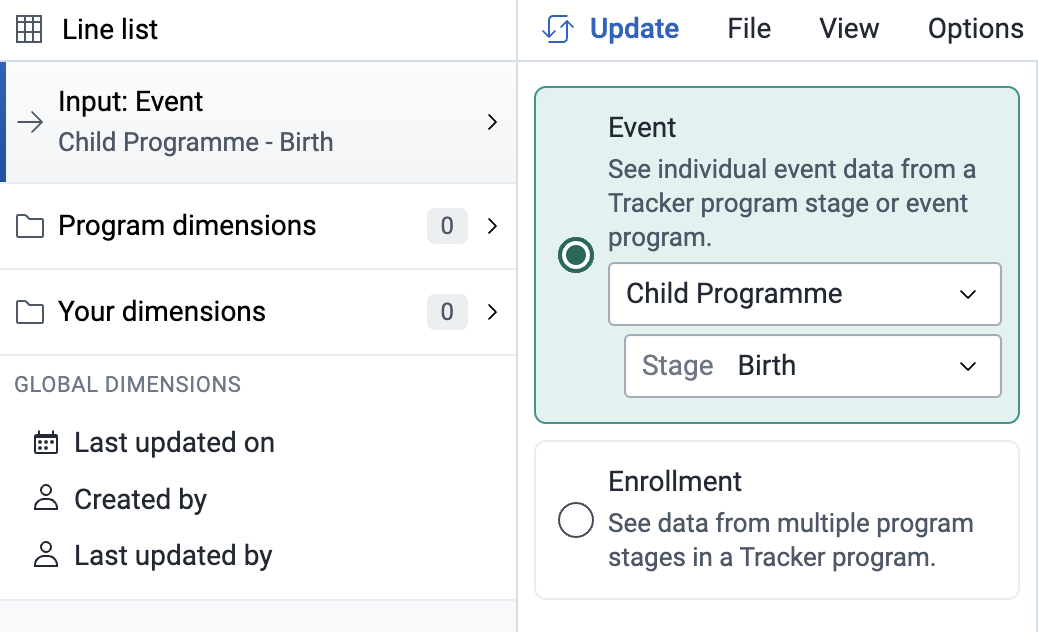 Line list
Update File View Options
Input: Event
Child Programme - Birth
Program dimensions 0
Your dimensions 0
GLOBAL DIMENSIONS
Last updated on
Created by
Last updated by
Event
See individual event data from a
Tracker program stage or event
program.
Child Programme
Stage Birth
Enrollment
See data from multiple program
stages in a Tracker program.